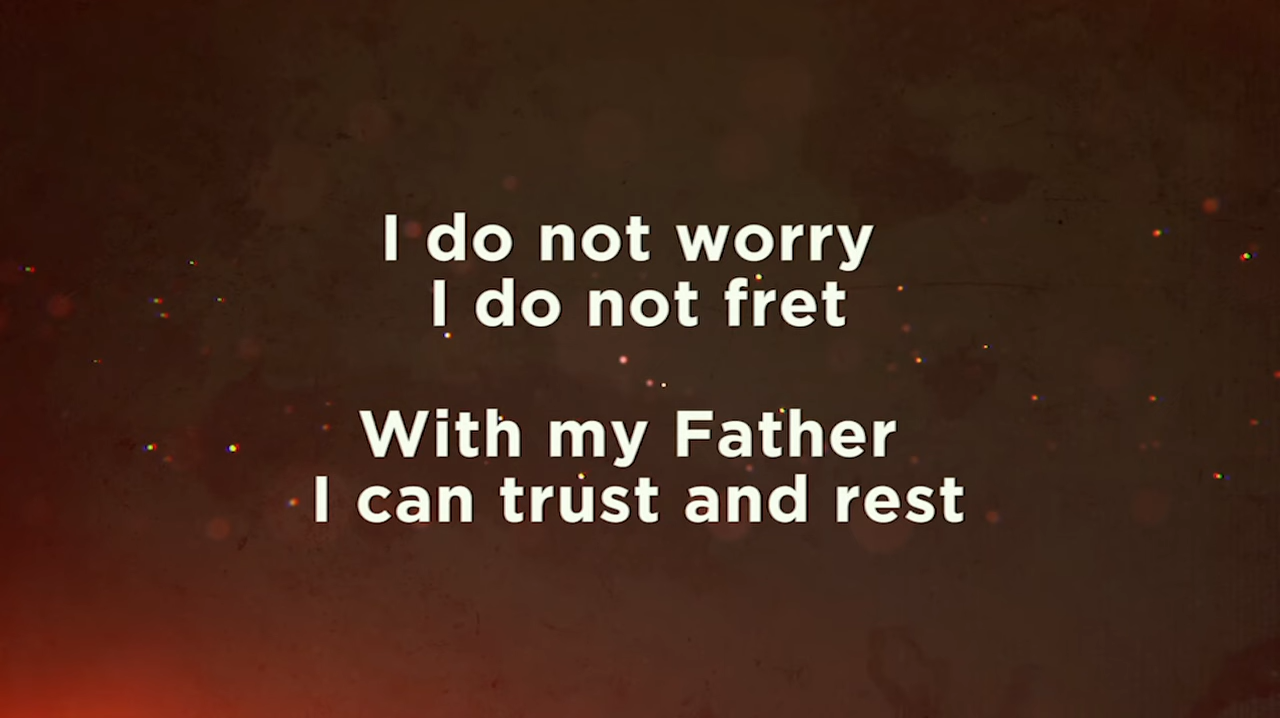 I do not worry
I do not fret
With my Father
I can trust and rest